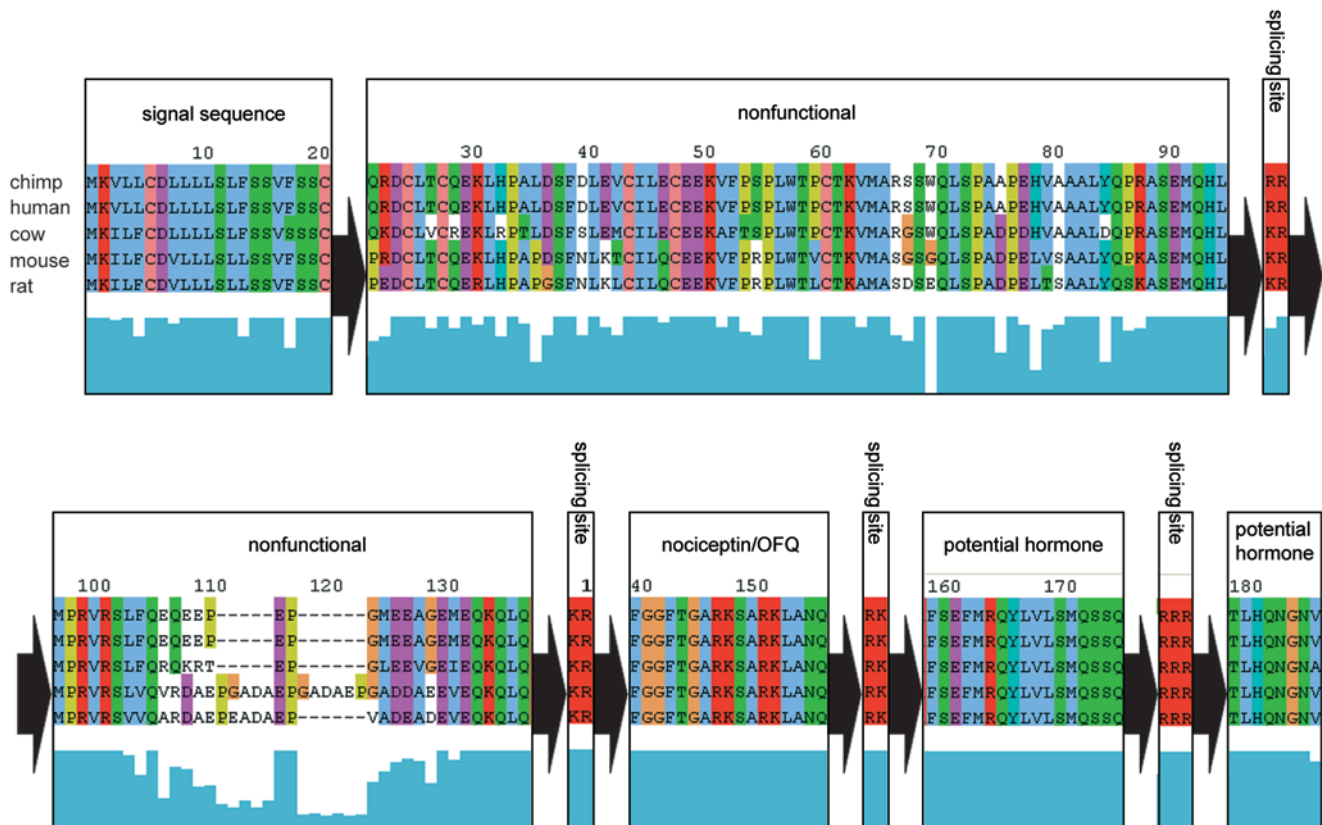 splicing site
signal sequence
nonfunctional
10 20
30 40 50 60 70 80 90
chimp MKVLLCDLLLLSLFSSVFSSC QRDCLTCQEKLHPALDSFDLEVCILECEEKVFPSPLWTPCTKVMARSSWQLSPAAPEHVAAALYQPRASEMQHL RR
human MKVLLCDLLLLSLFSSVFSSC QRDCLTCQEKLHPALDSFDLEVCILECEEKVFPSPLWTPCTKVMARSSWQLSPAAPEHVAAALYQPRASEMQHL RR
cow MKILFCDLLLLSLFSSVSSSC QKDCLVCREKLRPTLDSFSLEMCILECEEKAFTSPLWTPCTKVMARGSWQLSPADPDHVAAALDQPRASEMQHL KR
mouse MKILFCDVLLLSLLSSVFSSC PRDCLTCQEKLHPAPDSFNLKTCILQCEEKVFPRPLWTVCTKVMASGSGQLSPADPELVSAALYQPKASEMQHL KR
rat MKILFCDVLLLSLLSSVFSSC PEDCLTCQERLHPAPGSFNLKLCILQCEEKVFPRPLWTLCTKAMASDSEQLSPADPELTSAALYQSKASEMQHL KR
splicing site
splicing site
splicing site
nonfunctional
nociceptin/OFQ
potential hormone
potential hormone
100 110 120 130 1 40 150 160 170 180
MPRVRSLFQEQEEP-----EP------GMEEAGEMEQKQLQ KR FGGFTGARKSARKLANQ RK FSEFMRQYLVLSMQSSQ RRR TLHQNGNV
MPRVRSLFQEQEEP-----EP------GMEEAGEMEQKQLQ KR FGGFTGARKSARKLANQ RK FSEFMRQYLVLSMQSSQ RRR TLHQNGNV
MPRVRSLFQRQKRT-----EP------GLEEVGEIEQKQLQ KR FGGFTGARKSARKLANQ RK FSEFMRQYLVLSMQSSQ RRR TLHQNGNA
MPRVRSLVQVRDAEPGADAEPGADAEPGADDAEEVEQKQLQ KR FGGFTGARKSARKLANQ RK FSEFMRQYLVLSMQSSQ RRR TLHQNGNV
MPRVRSVVQARDAEPEADAEP------VADEADEVEQKQLQ KR FGGFTGARKSARKLANQ RK FSEFMRQYLVLSMQSSQ RRR TLHQNGNV